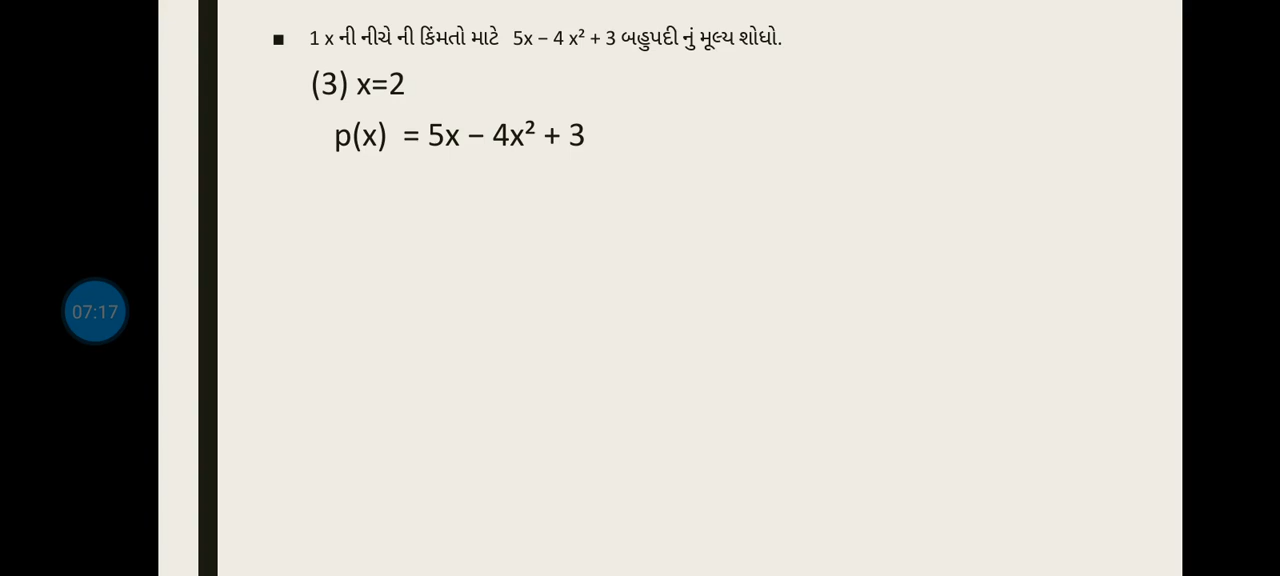 ■ 1 x ની નીચે ની કિંમતો માટે 5x – 4 x² + 3 બહુપદી નું મૂલ્ય શોધો.
(3) x=2
p(x) = 5x – 4x² + 3
07:17